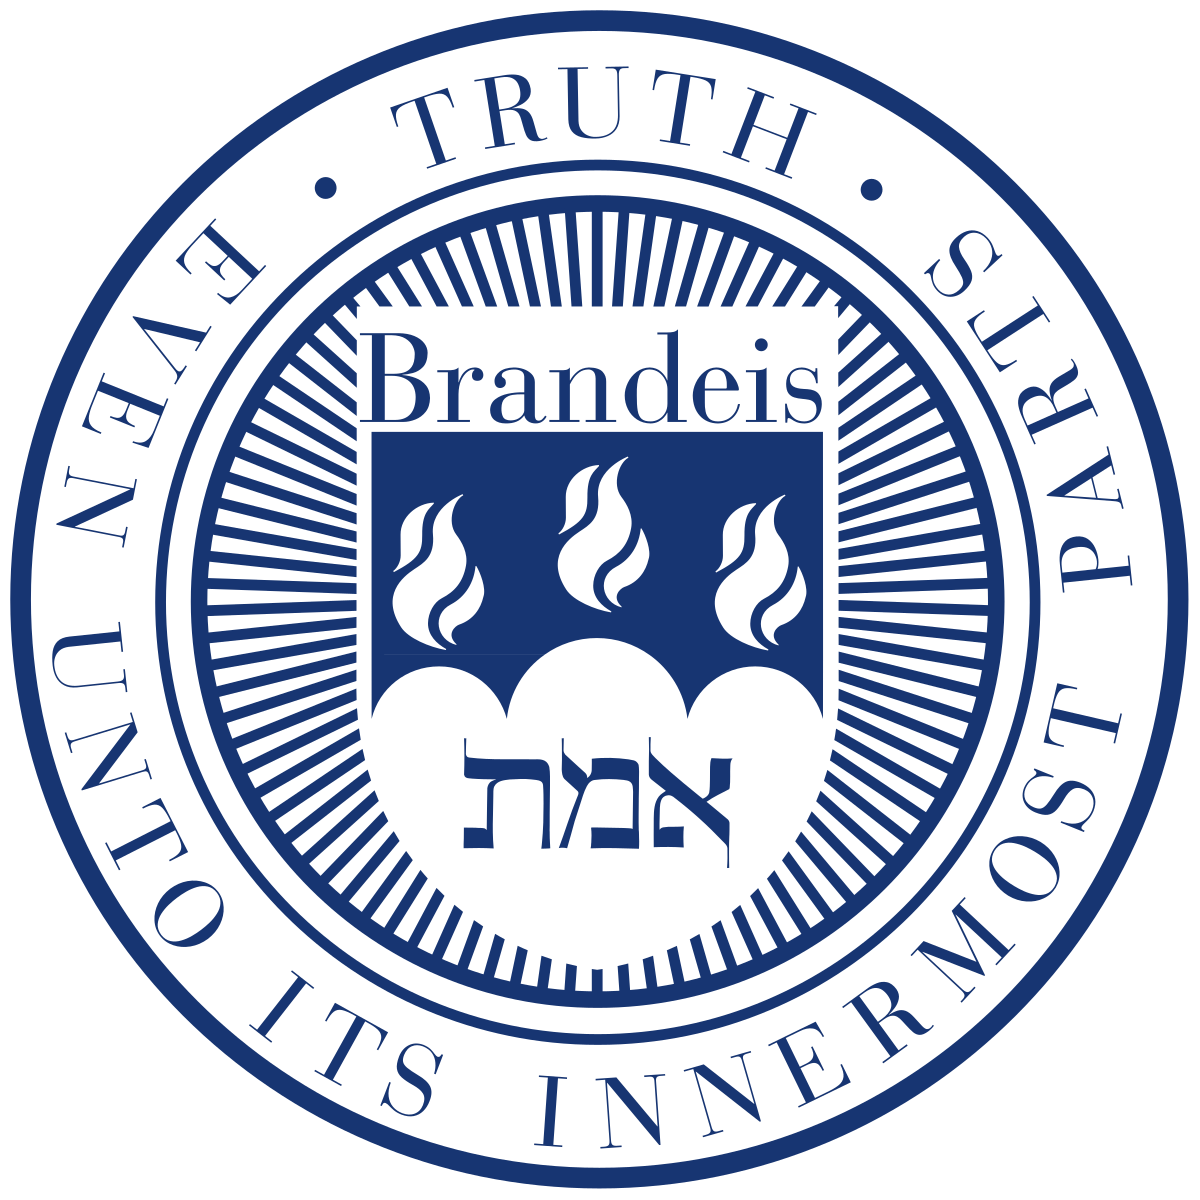 TRUTH
EVEN UNTO ITS INNERMOST PARTS
Brandeis
אמת